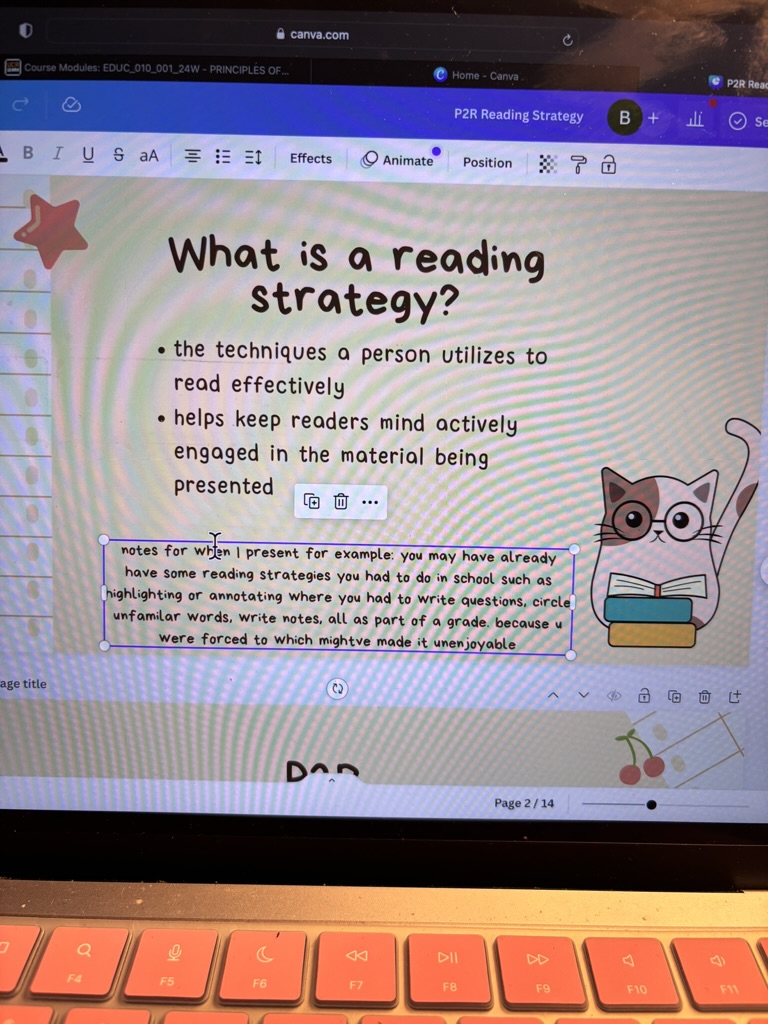 canva.com
Course Modules: EDUC_010_001_24W - PRINCIPLES OF...
Home - Canva
P2R Read
P2R Reading Strategy
B
+
Se
A B I U S aA
Effects
Animate
Position
What is a reading
strategy?
• the techniques a person utilizes to
read effectively
• helps keep readers mind actively
engaged in the material being
presented
notes for when I present for example: you may have already
have some reading strategies you had to do in school such as
highlighting or annotating where you had to write questions, circle
unfamilar words, write notes, all as part of a grade. because u
were forced to which mightve made it unenjoyable
age title
Page 2 / 14
F4
F5
F6
F7
F8
F9
F10
F11